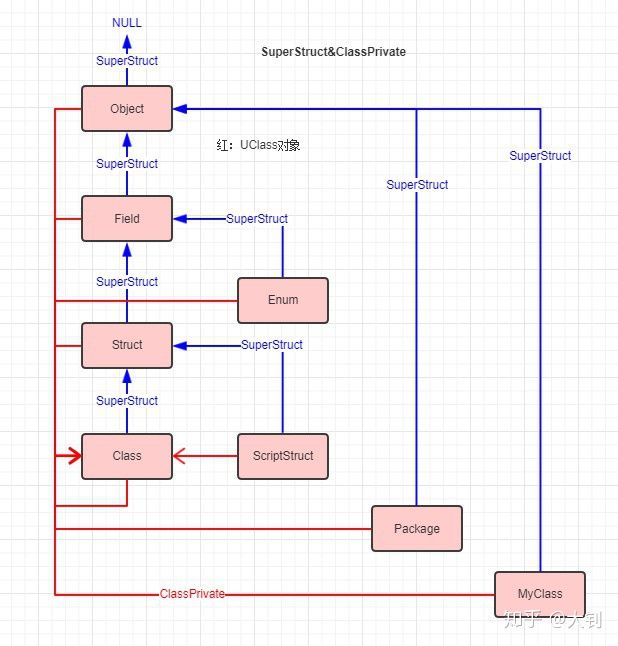 NULL
SuperStruct&ClassPrivate
SuperStruct
Object
红：UClass对象
SuperStruct
SuperStruct
SuperStruct
Field
SuperStruct
SuperStruct
Enum
Struct
SuperStruct
SuperStruct
Class
ScriptStruct
Package
ClassPrivate
MyClass
知乎 @大钊